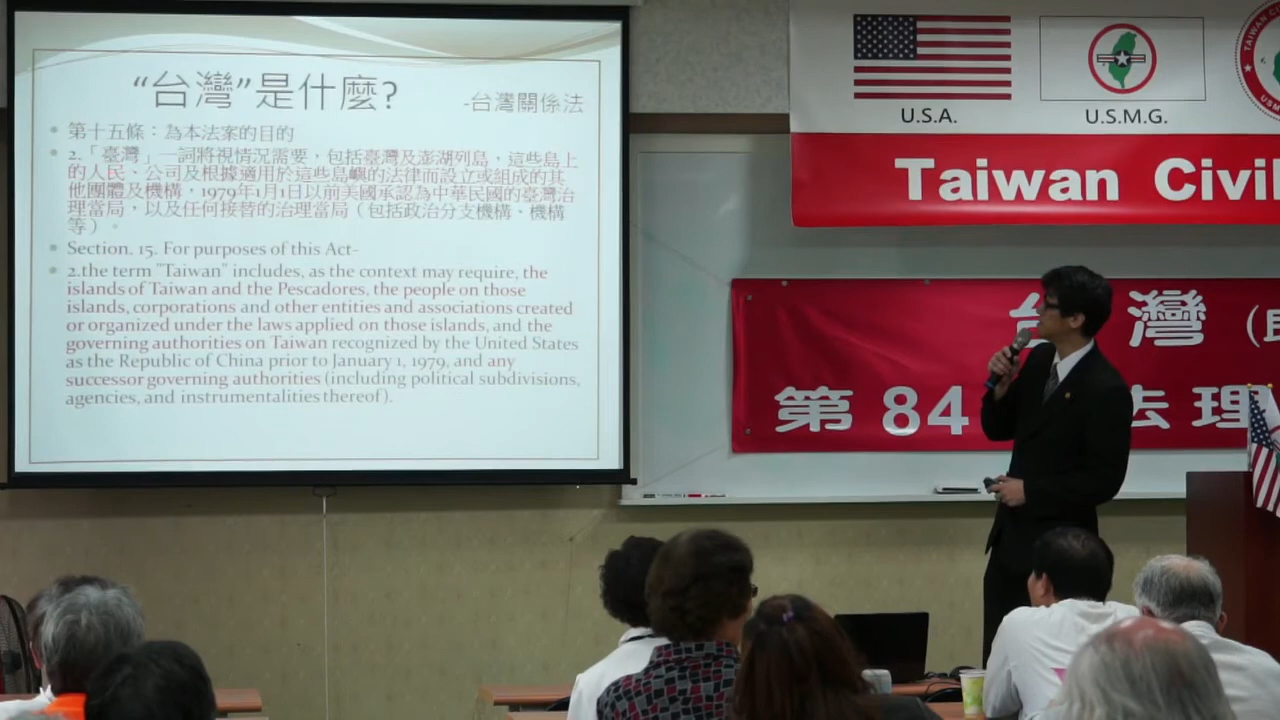 “台灣”是什麼?
-台灣關係法
第十五條：為本法案的目的
2.「臺灣」一詞將視情況需要，包括臺灣及澎湖列島，這些島上
的人民、公司及根據適用於這些島嶼的法律而設立或組成的其
他團體及機構，1979年1月1日以前美國承認為中華民國的臺灣治
理當局，以及任何接替的治理當局（包括政治分支機構、機構
等）。
Section. 15. For purposes of this Act-
2.the term "Taiwan" includes, as the context may require, the
islands of Taiwan and the Pescadores, the people on those
islands, corporations and other entities and associations created
or organized under the laws applied on those islands, and the
governing authorities on Taiwan recognized by the United States
as the Republic of China prior to January 1, 1979, and any
successor governing authorities (including political subdivisions,
agencies, and instrumentalities thereof).
U.S.A.
U.S.M.G.
Taiwan Civil
台灣（
第 84 法理